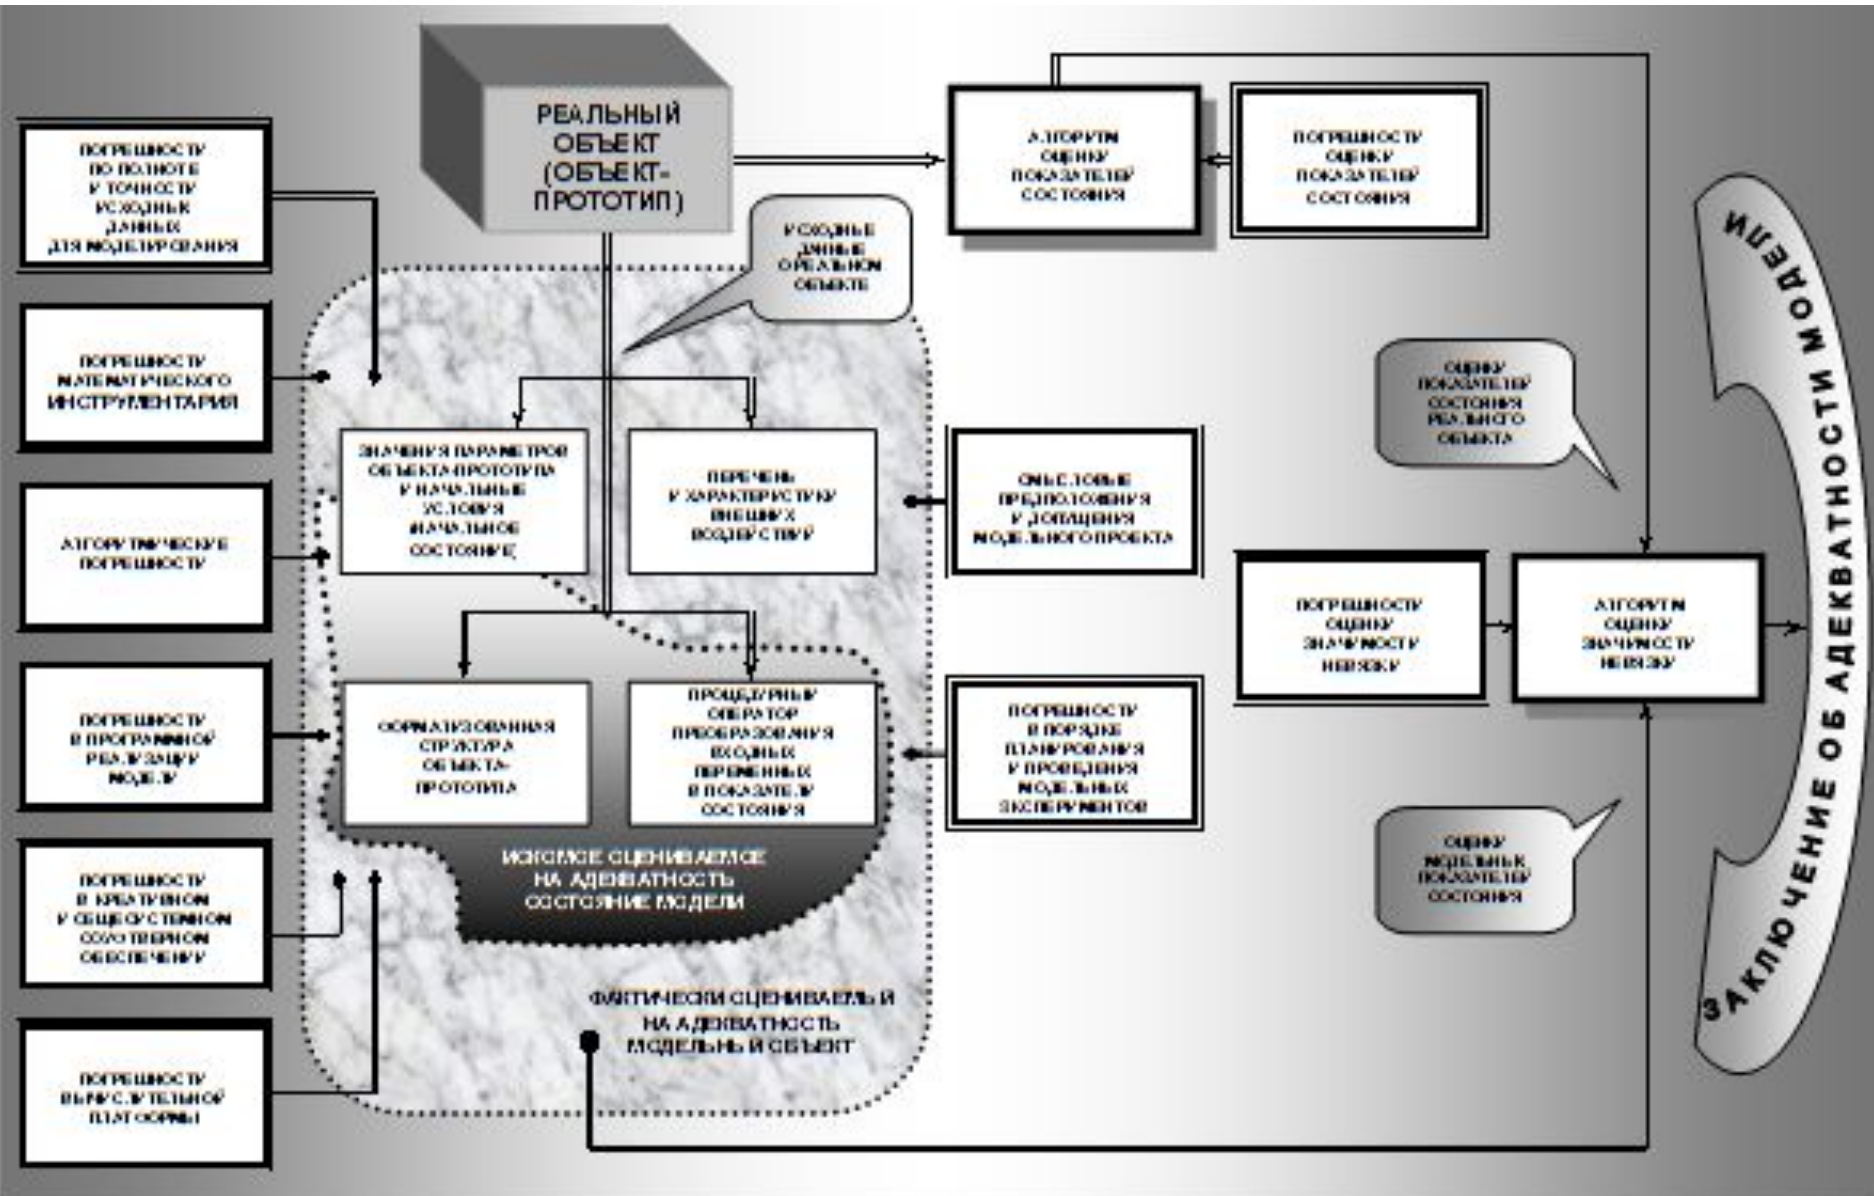 РЕАЛЬНЫЙ
ОБЪЕКТ
(ОБЪЕКТ-
ПРОТОТИП)
АЛГОРИТМ
ОЦЕНКИ
ПОКАЗАТЕЛЕЙ
СОСТОЯНИЯ
ПОГРЕШНОСТИ
ОЦЕНКИ
ПОКАЗАТЕЛЕЙ
СОСТОЯНИЯ
ПОГРЕШНОСТИ
ПО ПОЛНОТЕ
И ТОЧНОСТИ
ИСХОДНЫХ
ДАННЫХ
ДЛЯ МОДЕЛИРОВАНИЯ
ИСХОДНЫЕ
ДАННЫЕ
О РЕАЛЬНОМ
ОБЪЕКТЕ
ПОГРЕШНОСТИ
МАТЕМАТИЧЕСКОГО
ИНСТРУМЕНТАРИЯ
ОЦЕНКИ
ПОКАЗАТЕЛЕЙ
СОСТОЯНИЯ
РЕАЛЬНОГО
ОБЪЕКТА
ЗНАЧЕНИЯ ПАРАМЕТРОВ
ОБЪЕКТА-ПРОТОТИПА
И НАЧАЛЬНЫЕ
УСЛОВИЯ
(НАЧАЛЬНОЕ
СОСТОЯНИЕ)
ПЕРЕЧЕНЬ
И ХАРАКТЕРИСТИКИ
ВНЕШНИХ
ВОЗДЕЙСТВИЙ
СМЫСЛОВЫЕ
ПРЕДПОЛОЖЕНИЯ
И ДОПУЩЕНИЯ
МОДЕЛЬНОГО ПРОЕКТА
АЛГОРИТМИЧЕСКИЕ
ПОГРЕШНОСТИ
ПОГРЕШНОСТИ
ОЦЕНКИ
ЗНАЧИМОСТИ
НЕВЯЗКИ
АЛГОРИТМ
ОЦЕНКИ
ЗНАЧИМОСТИ
НЕВЯЗКИ
ЗАКЛЮЧЕНИЕ ОБ АДЕКВАТНОСТИ МОДЕЛИ
ПОГРЕШНОСТИ
В ПРОГРАММНОЙ
РЕАЛИЗАЦИИ
МОДЕЛИ
ФОРМАЛИЗОВАННАЯ
СТРУКТУРА
ОБЪЕКТА-
ПРОТОТИПА
ПРОЦЕДУРНЫЙ
ОПЕРАТОР
ПРЕОБРАЗОВАНИЯ
ВХОДНЫХ
ПЕРЕМЕННЫХ
В ПОКАЗАТЕЛИ
СОСТОЯНИЯ
ПОГРЕШНОСТИ
В ПОРЯДКЕ
ПЛАНИРОВАНИЯ
И ПРОВЕДЕНИЯ
МОДЕЛЬНЫХ
ЭКСПЕРИМЕНТОВ
ИСКОМОЕ ОЦЕНИВАЕМОЕ
НА АДЕКВАТНОСТЬ
СОСТОЯНИЕ МОДЕЛИ
ОЦЕНКИ
МОДЕЛЬНЫХ
ПОКАЗАТЕЛЕЙ
СОСТОЯНИЯ
ПОГРЕШНОСТИ
В КРЕАТИВНОМ
И ОБЩЕСИСТЕМНОМ
СОФТВЕРНОМ
ОБЕСПЕЧЕНИИ
ФАКТИЧЕСКИ ОЦЕНИВАЕМЫЙ
НА АДЕКВАТНОСТЬ
МОДЕЛЬНЫЙ ОБЪЕКТ
ПОГРЕШНОСТИ
ВЫЧИСЛИТЕЛЬНОЙ
ПЛАТФОРМЫ